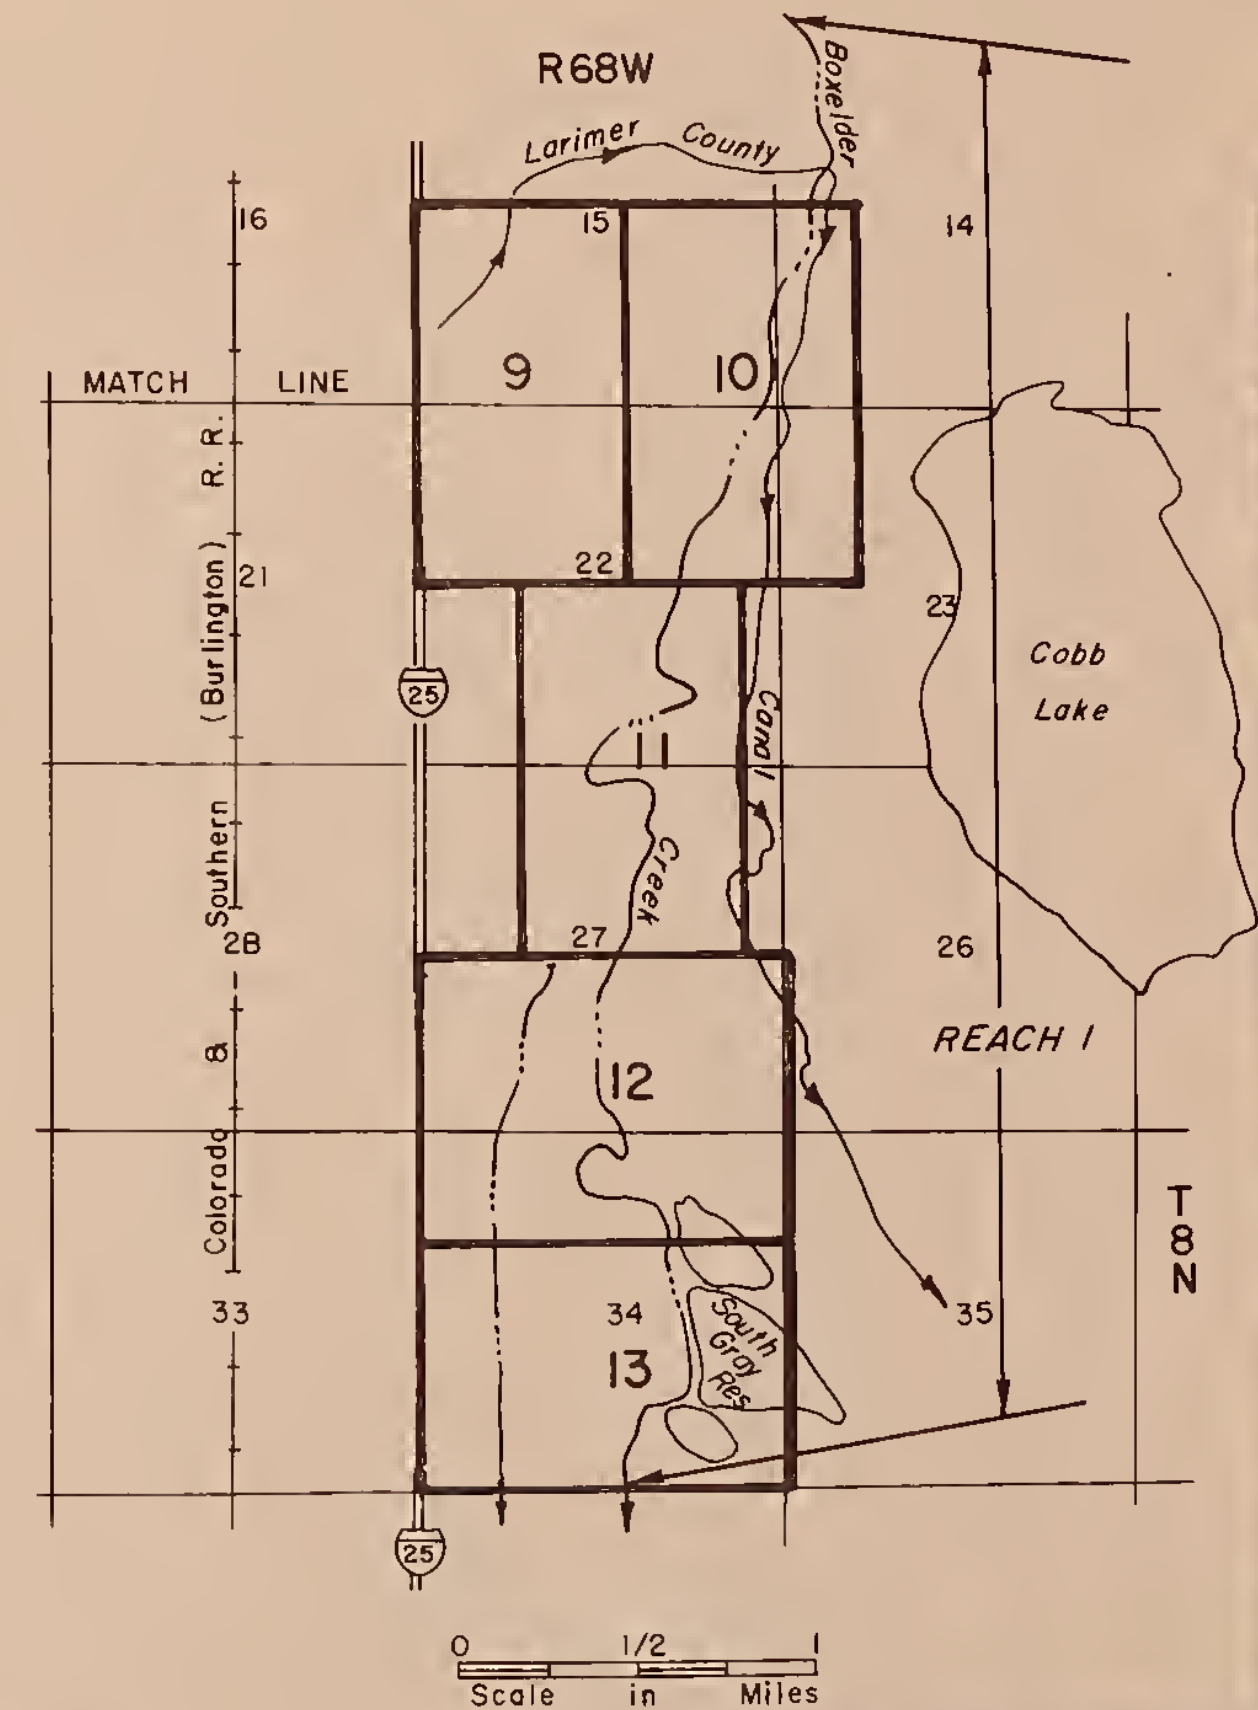 R68W
Boxelder
Larimer County
16
15
14
9
10
MATCH LINE
R. R.
22
21
(Burlington)
23
Cobb
Lake
25
Canal
11
Southern
Creek
28
27
26
REACH 1
&
12
Colorado
T
8
N
33
34
35
South
Gray
Res
13
25
0 1/2 1
Scale in Miles